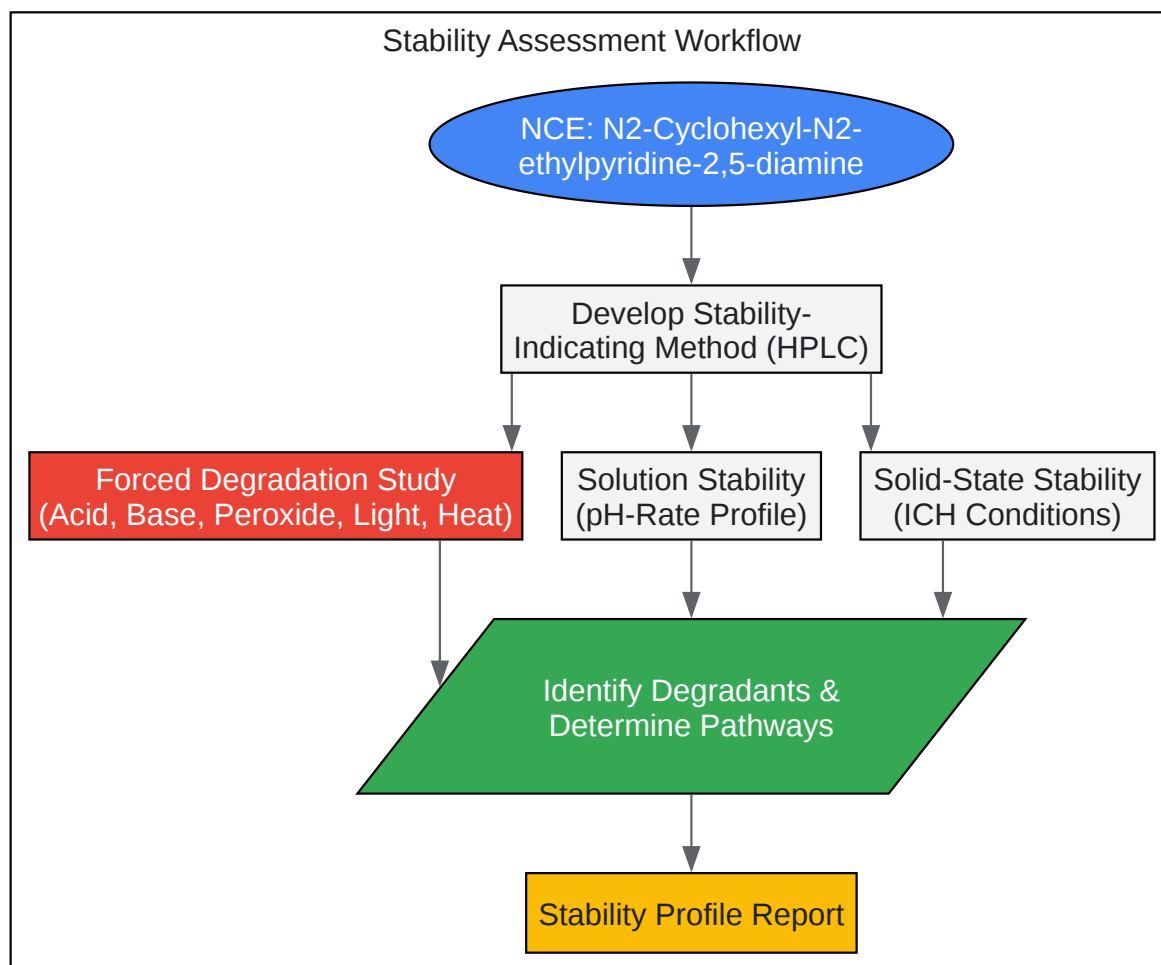 Stability Assessment Workflow
NCE: N2-Cyclohexyl-N2-
ethylpyridine-2,5-diamine
Develop Stability-
Indicating Method (HPLC)
Forced Degradation Study
(Acid, Base, Peroxide, Light, Heat)
Solution Stability
(pH-Rate Profile)
Solid-State Stability
(ICH Conditions)
Identify Degradants &
Determine Pathways
Stability Profile Report